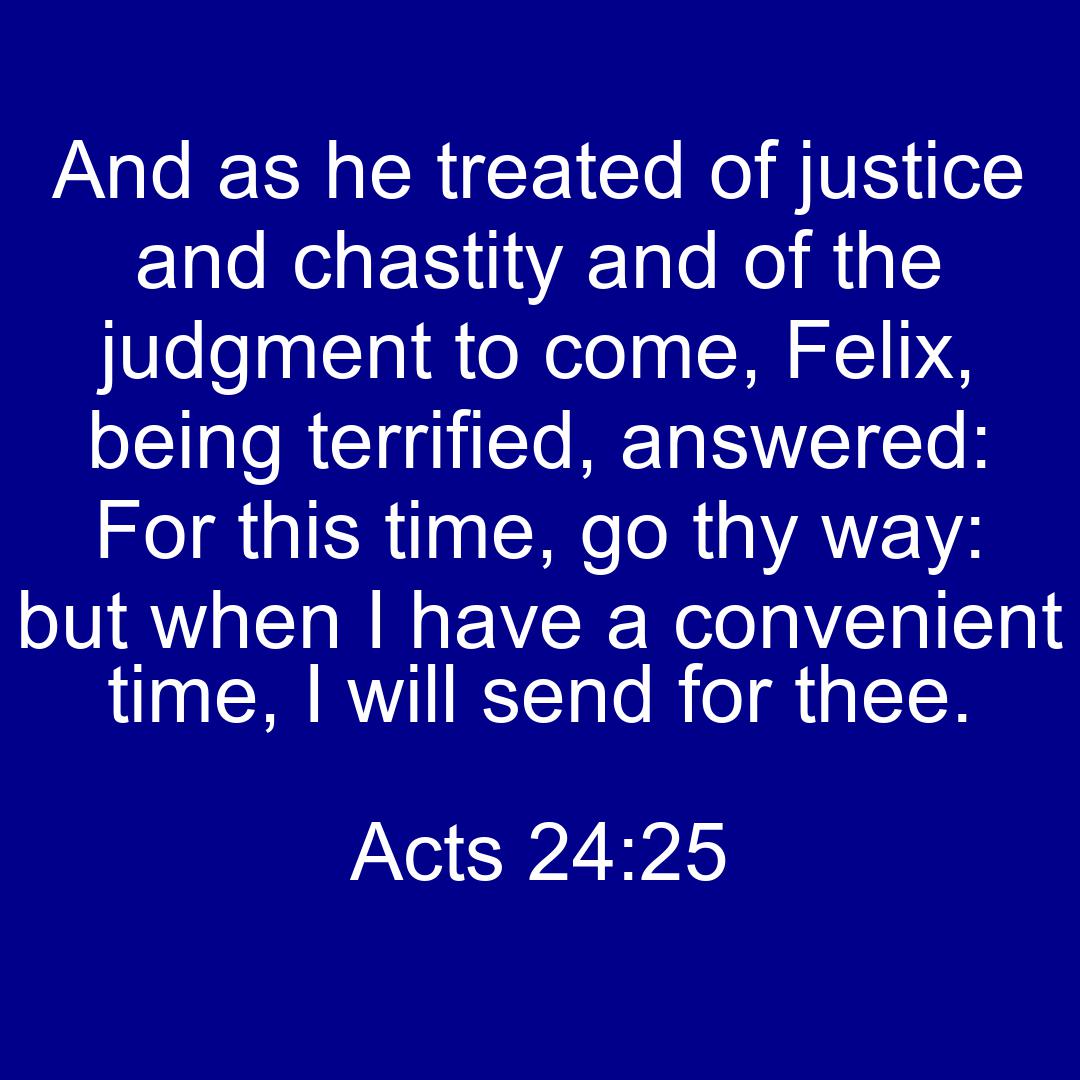 And as he treated of justice
and chastity and of the
judgment to come, Felix,
being terrified, answered:
For this time, go thy way:
but when I have a convenient
time, I will send for thee.
Acts 24:25